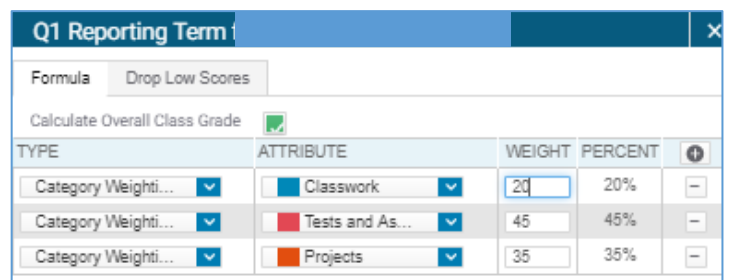 Q1 Reporting Term
Formula Drop Low Scores
Calculate Overall Class Grade
TYPE ATTRIBUTE WEIGHT PERCENT
Category Weighti... Classwork 20 20%
Category Weighti... Tests and As... 45 45%
Category Weighti... Projects 35 35%